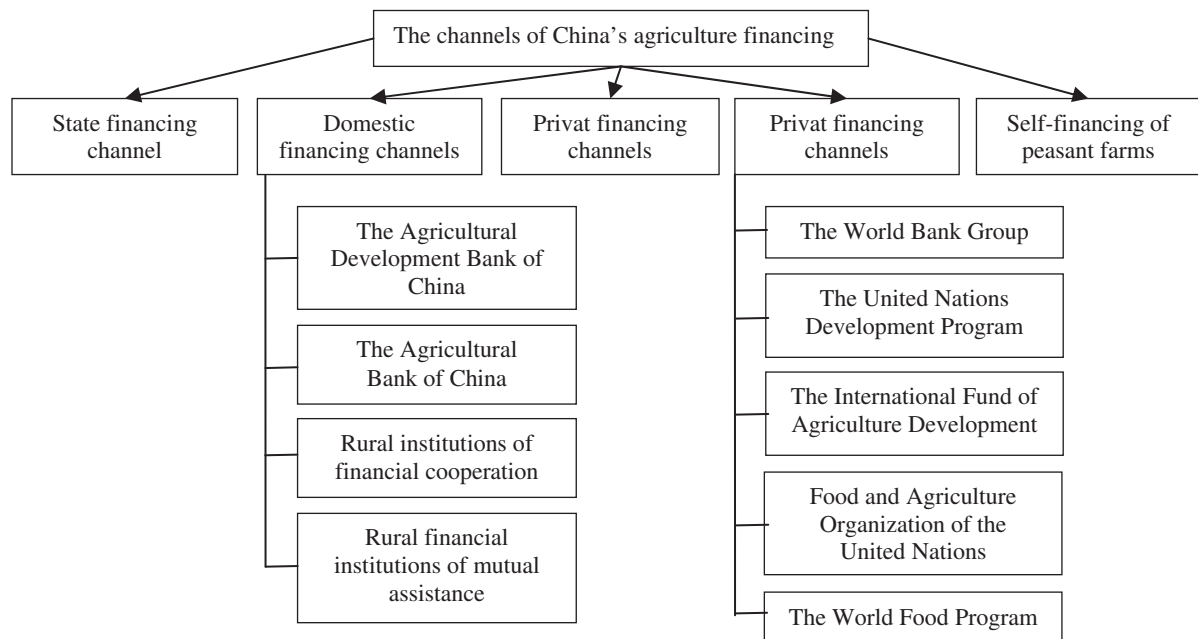 The channels of China’s agriculture financing
State financing
channel
Domestic
financing channels
Privat financing
channels
Privat financing
channels
Self-financing of
peasant farms
The Agricultural
Development Bank of
China
The Agricultural
Bank of China
Rural institutions of
financial cooperation
Rural financial
institutions of mutual
assistance
The World Bank Group
The United Nations
Development Program
The International Fund of
Agriculture Development
Food and Agriculture
Organization of the
United Nations
The World Food Program